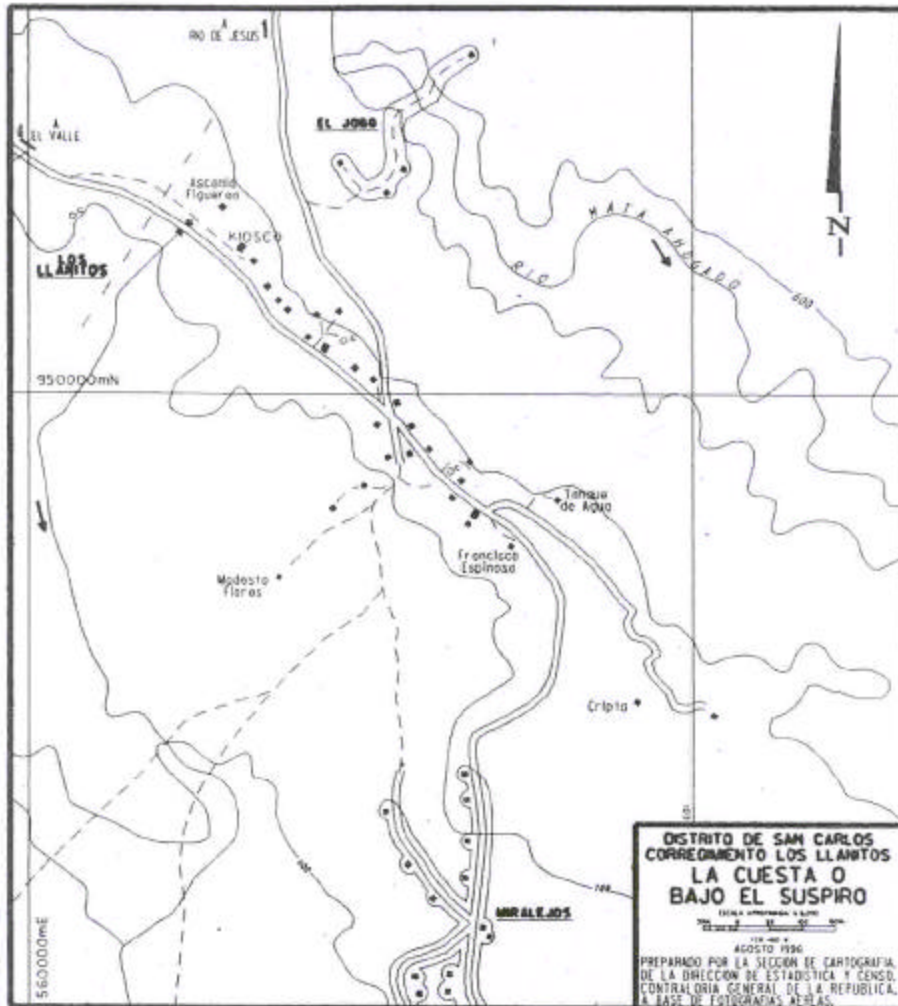 A
RIO DE JESUS
EL JOBO
A
EL VALLE
Ascanio
Figueroa
KIOSCO
LOS
LLANITOS
RIO MATA AHOGADO
600
N
950000mN
Tanque
de Agua
Francisco
Espinosa
Modesto
Flores
Cripta
MIRALEJOS
560000mE
DISTRITO DE SAN CARLOS
CORREGIMIENTO LOS LLANITOS
LA CUESTA O
BAJO EL SUSPIRO
AGOSTO 1996
PREPARADO POR LA SECCION DE CARTOGRAFIA,
DE LA DIRECCION DE ESTADISTICA Y CENSO,
CONTRALORIA GENERAL DE LA REPUBLICA,
A BASE DE FOTOGRAFIAS AEREAS.